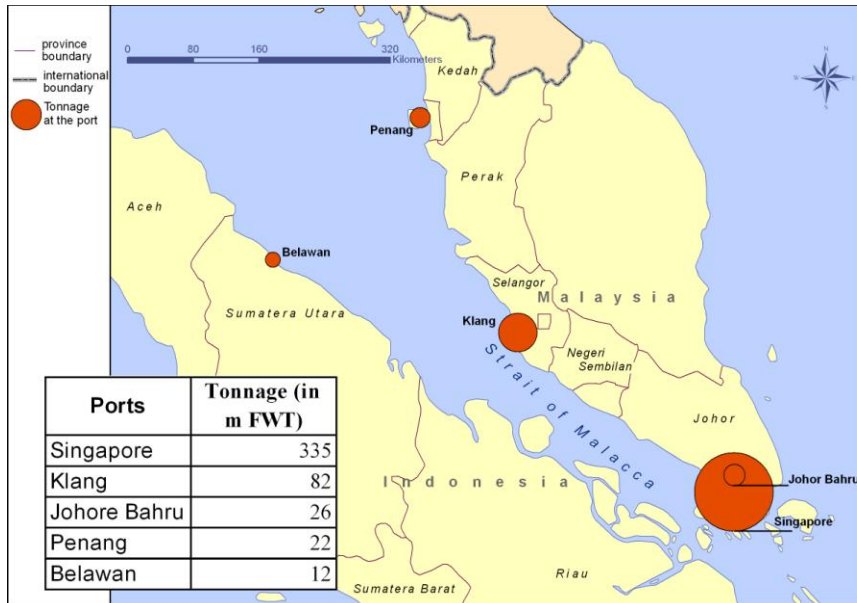 province
boundary
international
boundary
Tonnage
at the port
0 80 160 320
Kilometers
N
S
Kedah
Penang
Perak
Aceh
Belawan
Selangor
Malaysia
Sumatera Utara
Klang
Negeri
Sembilan
Strait of Malacca
Johor
Indonesia
Johor Bahru
Singapore
Riau
Sumatera Barat
Ports Tonnage (in
m FWT)
Singapore 335
Klang 82
Johore Bahru 26
Penang 22
Belawan 12